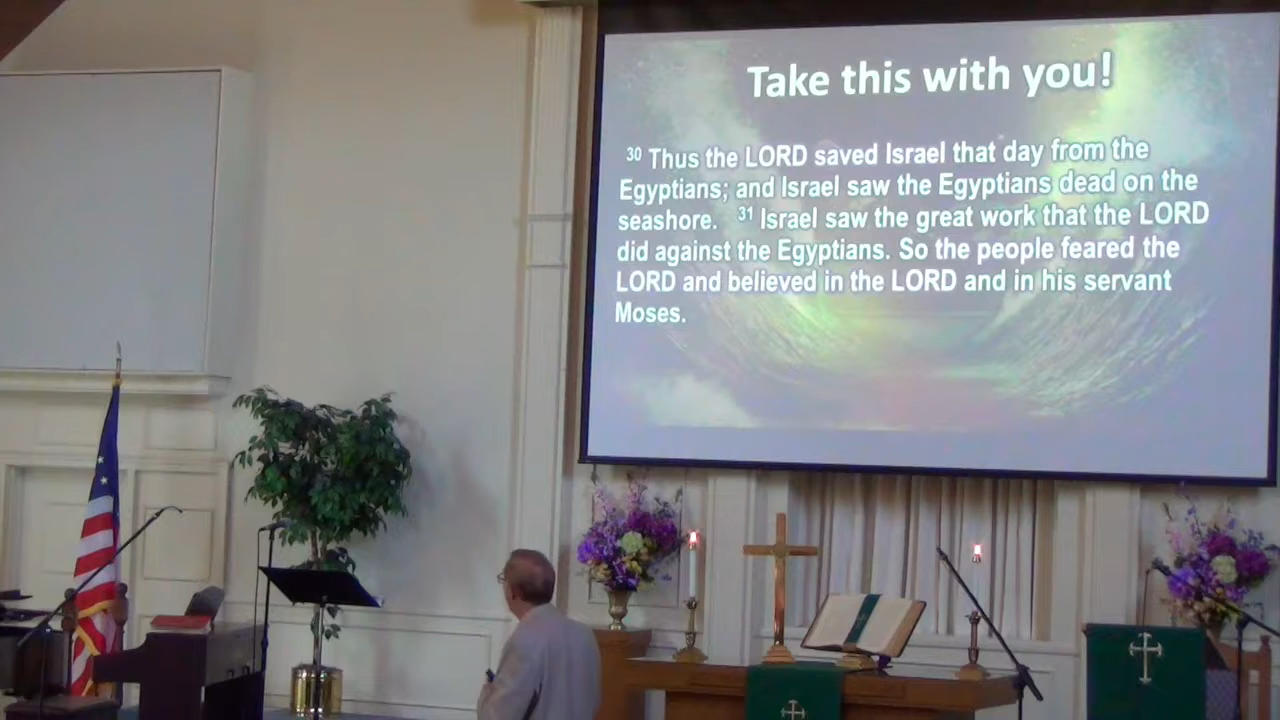 Take this with you!
30 Thus the LORD saved Israel that day from the
Egyptians; and Israel saw the Egyptians dead on the
seashore. 31 Israel saw the great work that the LORD
did against the Egyptians. So the people feared the
LORD and believed in the LORD and in his servant
Moses.